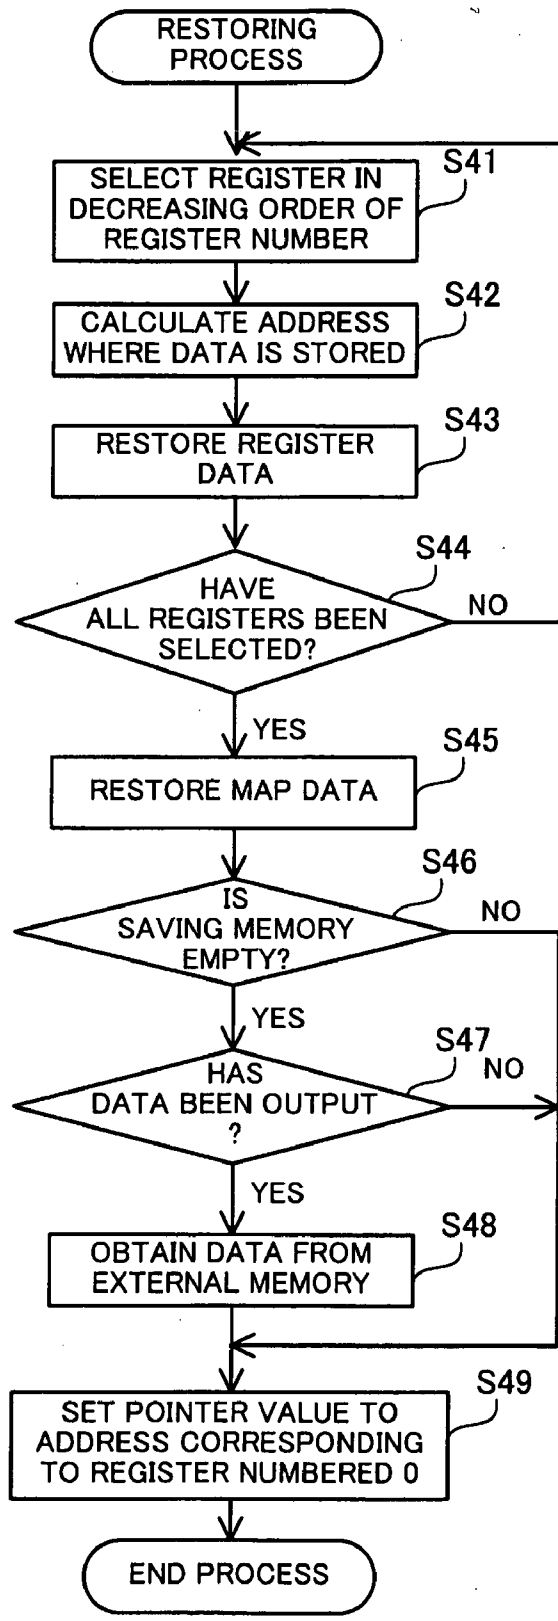 RESTORING
PROCESS
S41
SELECT REGISTER IN
DECREASING ORDER OF
REGISTER NUMBER
S42
CALCULATE ADDRESS
WHERE DATA IS STORED
S43
RESTORE REGISTER
DATA
S44
HAVE
ALL REGISTERS BEEN
SELECTED?
NO
YES
S45
RESTORE MAP DATA
S46
IS
SAVING MEMORY
EMPTY?
NO
YES
S47
HAS
DATA BEEN OUTPUT
?
NO
YES
S48
OBTAIN DATA FROM
EXTERNAL MEMORY
S49
SET POINTER VALUE TO
ADDRESS CORRESPONDING
TO REGISTER NUMBERED 0
END PROCESS